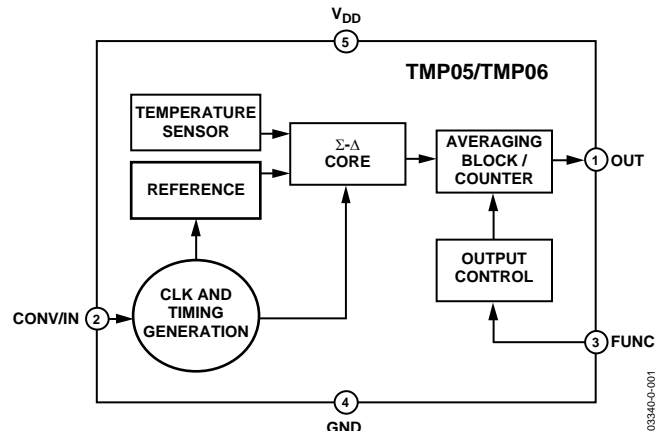 VDD
5
TMP05/TMP06
TEMPERATURE
SENSOR
Σ-Δ
CORE
AVERAGING
BLOCK /
COUNTER
1 OUT
REFERENCE
OUTPUT
CONTROL
CLK AND
TIMING
GENERATION
CONV/IN 2
3 FUNC
4
GND
03340-0-001